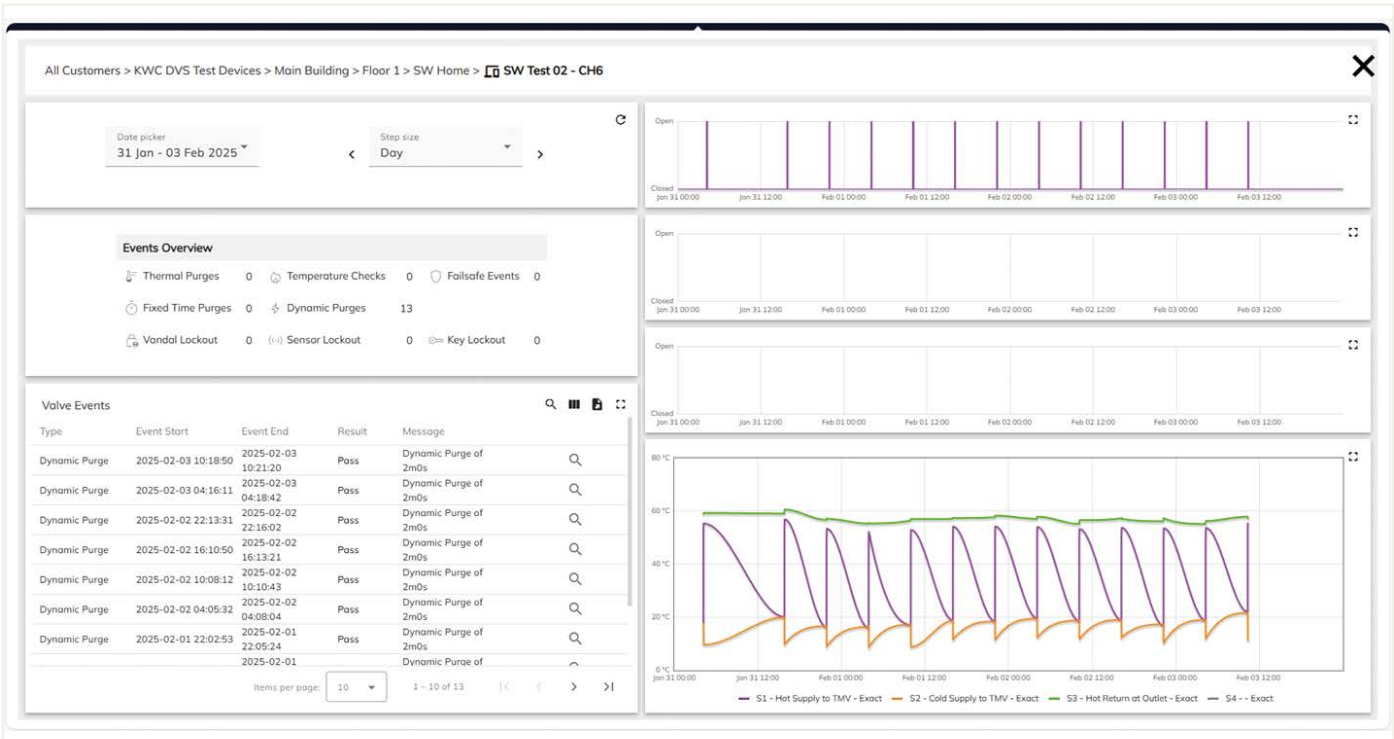 All Customers > KWC DVS Test Devices > Main Building > Floor 1 > SW Home > SW Test 02 - CH6
Date picker
31 Jan - 03 Feb 2025
Step size
Day
Events Overview
Thermal Purges 0 Temperature Checks 0 Failsafe Events 0
Fixed Time Purges 0 Dynamic Purges 13
Vandal Lockout 0 Sensor Lockout 0 Key Lockout 0
Valve Events
Type Event Start Event End Result Message
Dynamic Purge 2025-02-03 10:18:50 2025-02-03 10:21:20 Pass Dynamic Purge of 2m0s
Dynamic Purge 2025-02-03 04:16:11 2025-02-03 04:18:42 Pass Dynamic Purge of 2m0s
Dynamic Purge 2025-02-02 22:13:31 2025-02-02 22:16:02 Pass Dynamic Purge of 2m0s
Dynamic Purge 2025-02-02 16:10:50 2025-02-02 16:13:21 Pass Dynamic Purge of 2m0s
Dynamic Purge 2025-02-02 10:08:12 2025-02-02 10:10:43 Pass Dynamic Purge of 2m0s
Dynamic Purge 2025-02-02 04:05:32 2025-02-02 04:08:04 Pass Dynamic Purge of 2m0s
Dynamic Purge 2025-02-01 22:02:53 2025-02-01 22:05:24 Pass Dynamic Purge of 2m0s
2025-02-01 Dynamic Purge of
Items per page: 10 1 - 10 of 13
Open
Closed
Jan 31 00:00 Jan 31 12:00 Feb 01 00:00 Feb 01 12:00 Feb 02 00:00 Feb 02 12:00 Feb 03 00:00 Feb 03 12:00
Open
Closed
Jan 31 00:00 Jan 31 12:00 Feb 01 00:00 Feb 01 12:00 Feb 02 00:00 Feb 02 12:00 Feb 03 00:00 Feb 03 12:00
Open
Closed
Jan 31 00:00 Jan 31 12:00 Feb 01 00:00 Feb 01 12:00 Feb 02 00:00 Feb 02 12:00 Feb 03 00:00 Feb 03 12:00
80 °C
60 °C
40 °C
20 °C
0 °C
Jan 31 00:00 Jan 31 12:00 Feb 01 00:00 Feb 01 12:00 Feb 02 00:00 Feb 02 12:00 Feb 03 00:00 Feb 03 12:00
S1 - Hot Supply to TMV - Exact S2 - Cold Supply to TMV - Exact S3 - Hot Return at Outlet - Exact S4 - - Exact